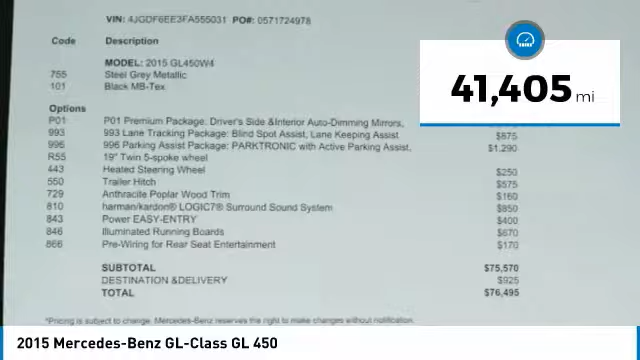 VIN: 4JGDF6EE3FA555031 PO#: 0571724978
Code Description
MODEL: 2015 GL450W4
755 Steel Grey Metallic
101 Black MB-Tex
Options
P01 P01 Premium Package: Driver's Side &Interior Auto-Dimming Mirrors,
993 993 Lane Tracking Package: Blind Spot Assist, Lane Keeping Assist $875
996 996 Parking Assist Package: PARKTRONIC with Active Parking Assist, $1,290
R55 19" Twin 5-spoke wheel
443 Heated Steering Wheel $250
550 Trailer Hitch $575
729 Anthracite Poplar Wood Trim $160
810 harman/kardon® LOGIC7® Surround Sound System $850
843 Power EASY-ENTRY $400
846 Illuminated Running Boards $670
866 Pre-Wiring for Rear Seat Entertainment $170
SUBTOTAL $75,570
DESTINATION &DELIVERY $925
TOTAL $76,495
*Pricing is subject to change. Mercedes-Benz reserves the right to make changes without notification.
41,405 mi
2015 Mercedes-Benz GL-Class GL 450